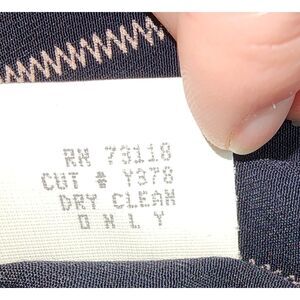 RN 73118
CUT # Y378
DRY CLEAN
ONLY